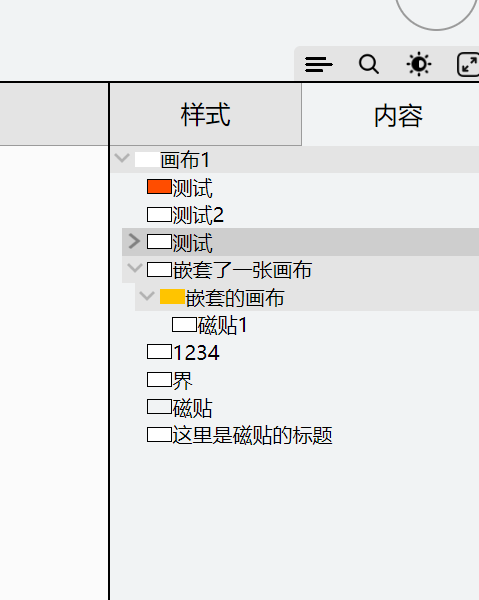 样式
内容
画布1
测试
测试2
测试
嵌套了一张画布
嵌套的画布
磁贴1
1234
界
磁贴
这里是磁贴的标题